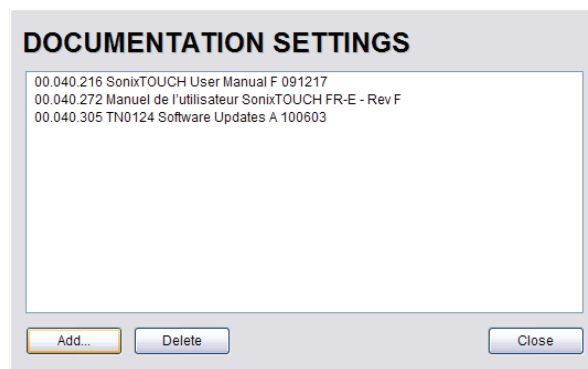 DOCUMENTATION SETTINGS
00.040.216 SonixTOUCH User Manual F 091217
00.040.272 Manuel de l'utilisateur SonixTOUCH FR-E - Rev F
00.040.305 TN0124 Software Updates A 100603
Add... Delete Close